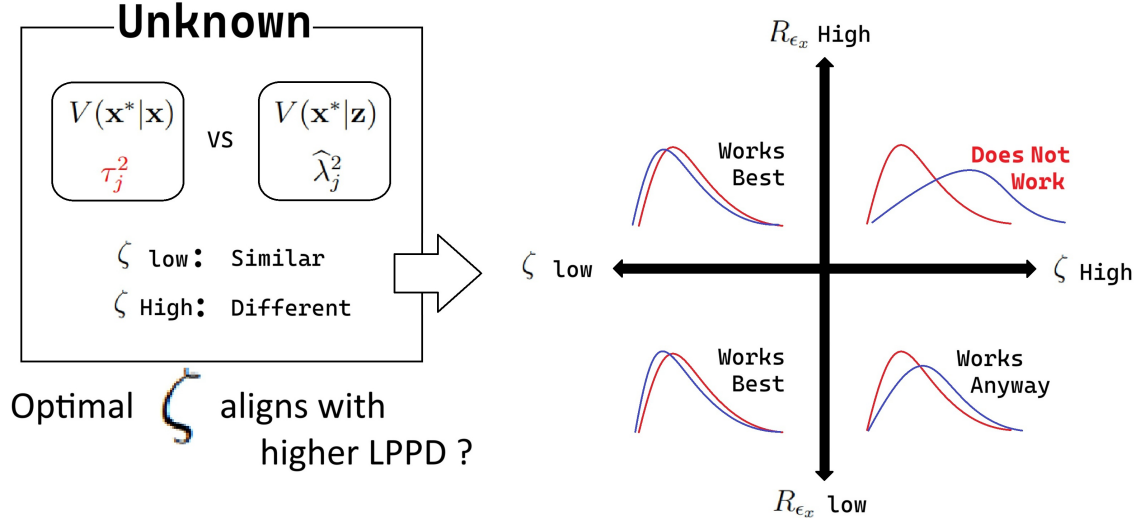 Unknown
V(x*|x) VS V(x*|z)
τ_j^2 λ̂_j^2
ζ low: Similar
ζ High: Different
Optimal ζ aligns with
higher LPPD ?
R_{ϵ_x} High
Works
Best
Does Not
Work
ζ low
ζ High
Works
Best
Works
Anyway
R_{ϵ_x} low